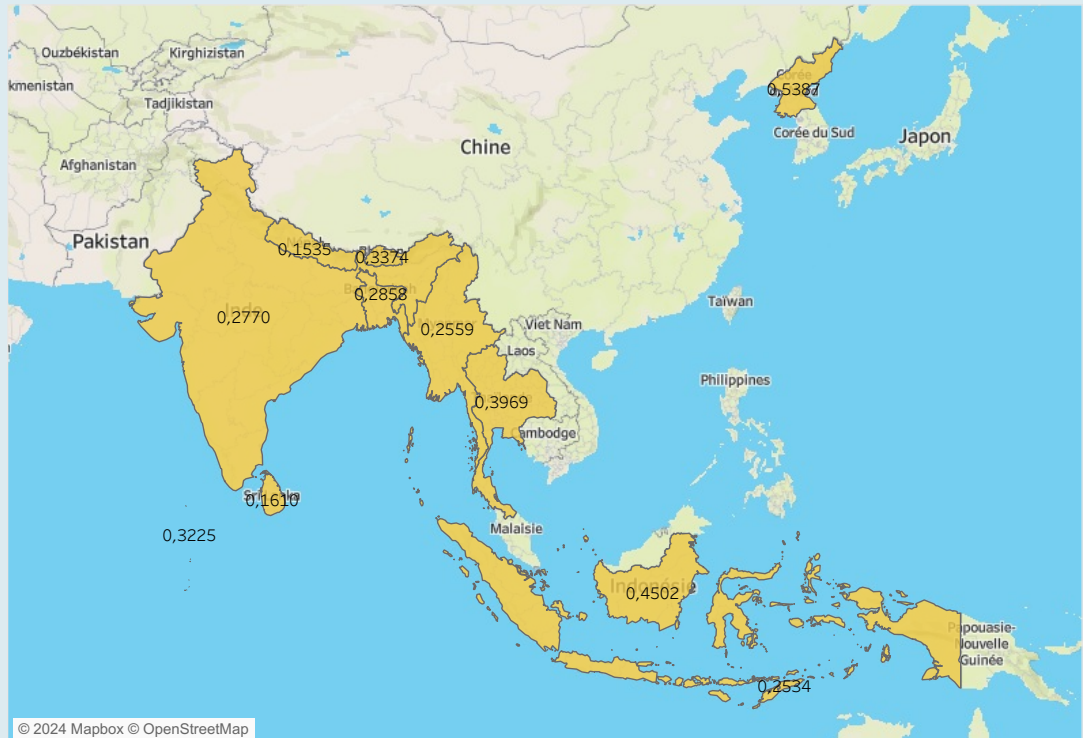 Ouzbékistan
Kirghizistan
kmenistan
Tadjikistan
Afghanistan
Pakistan
Chine
0,5387
Corée du Sud
Japon
0,1535
0,3374
0,2858
0,2770
0,2559
Taïwan
Viet Nam
Laos
0,3969
Cambodge
Philippines
0,1610
0,3225
Malaisie
Indonésie
0,4502
Papouasie-
Nouvelle
Guinée
0,2534
© 2024 Mapbox © OpenStreetMap